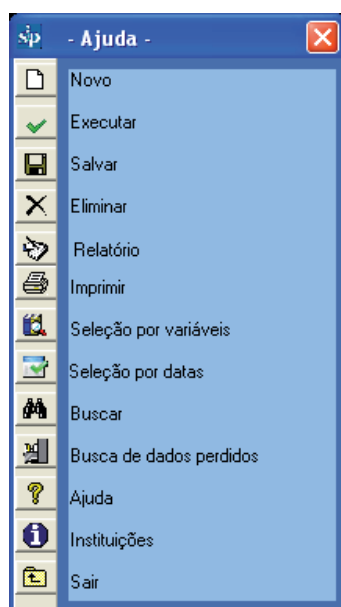 sip - Ajuda -
Novo
Executar
Salvar
Eliminar
Relatório
Imprimir
Seleção por variáveis
Seleção por datas
Buscar
Busca de dados perdidos
Ajuda
Instituições
Sair